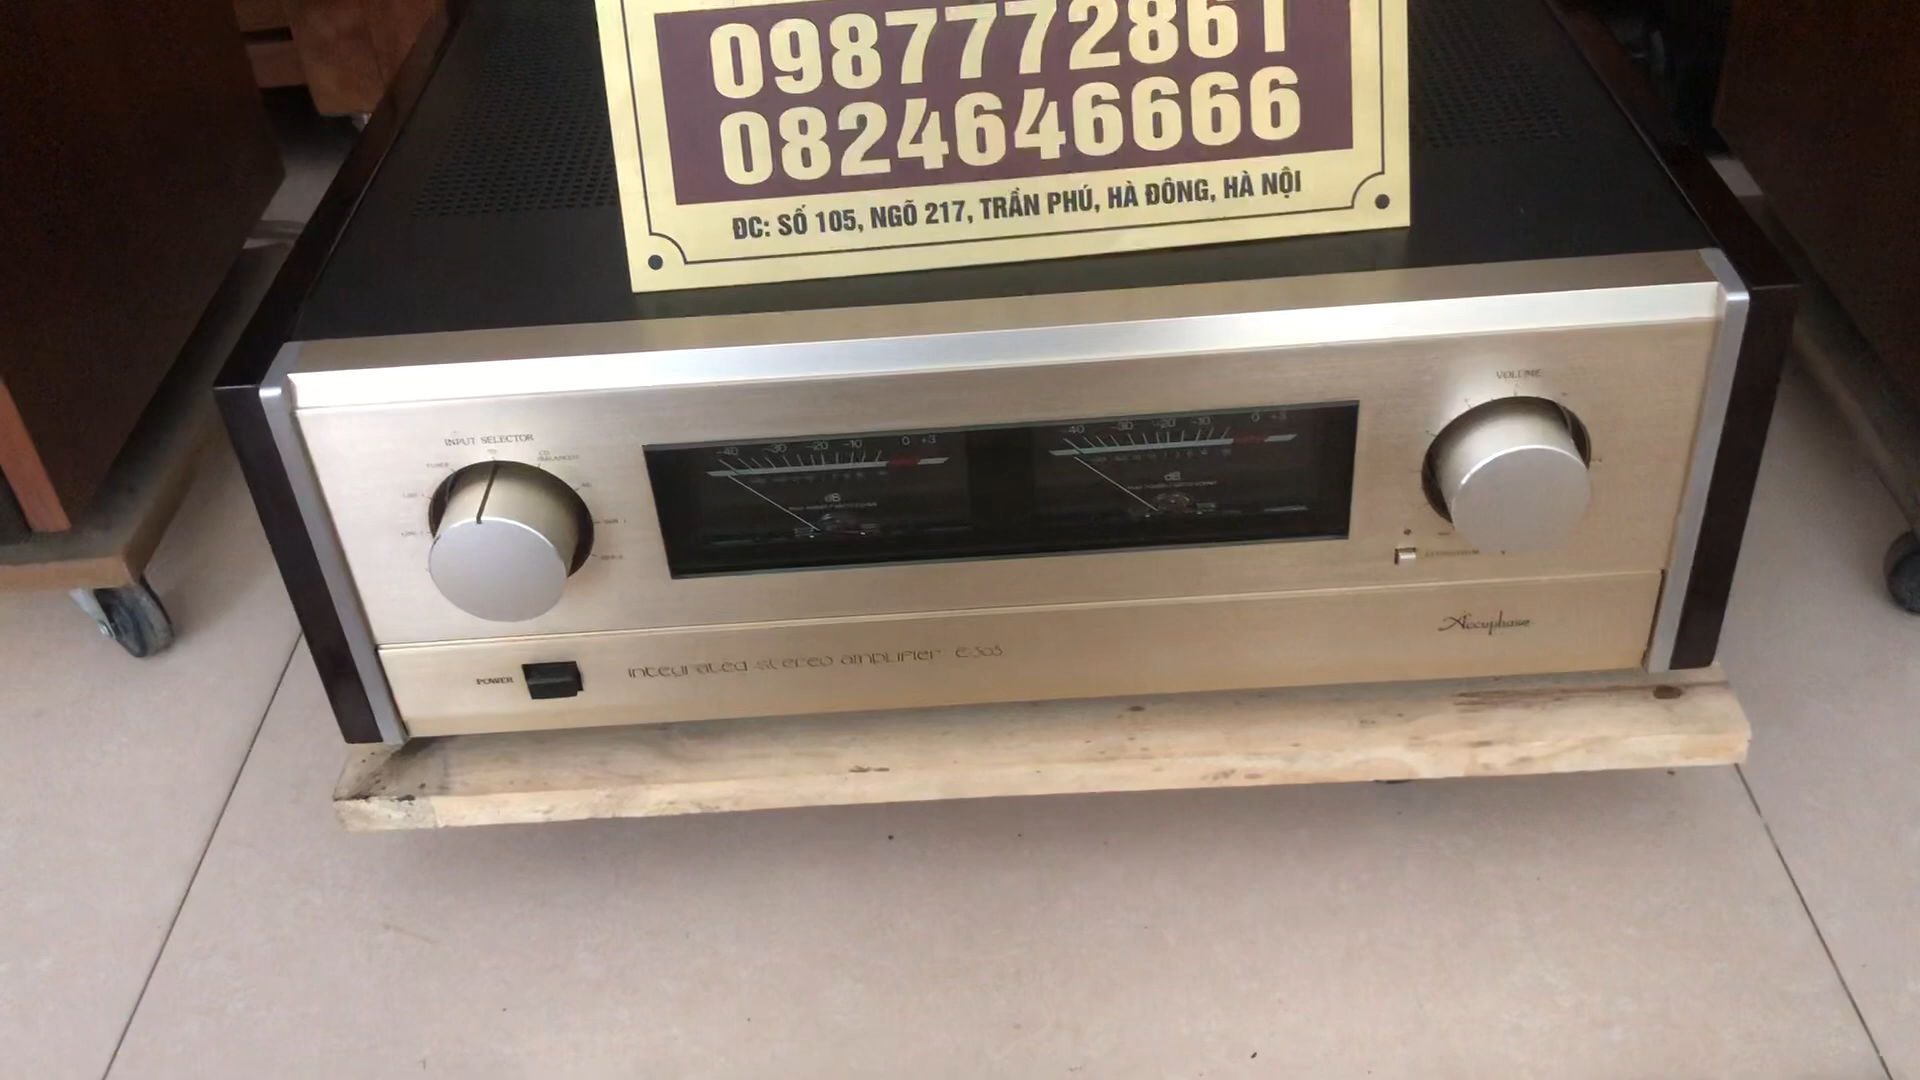 0987772861
0824646666
ĐC: SỐ 105, NGÕ 217, TRẦN PHÚ, HÀ ĐÔNG, HÀ NỘI
INPUT SELECTOR
VOLUME
-40 -30 -20 -10 0 +3
dB
-40 -30 -20 -10 0 +3
dB
Accuphase
POWER
integrated stereo amplifier